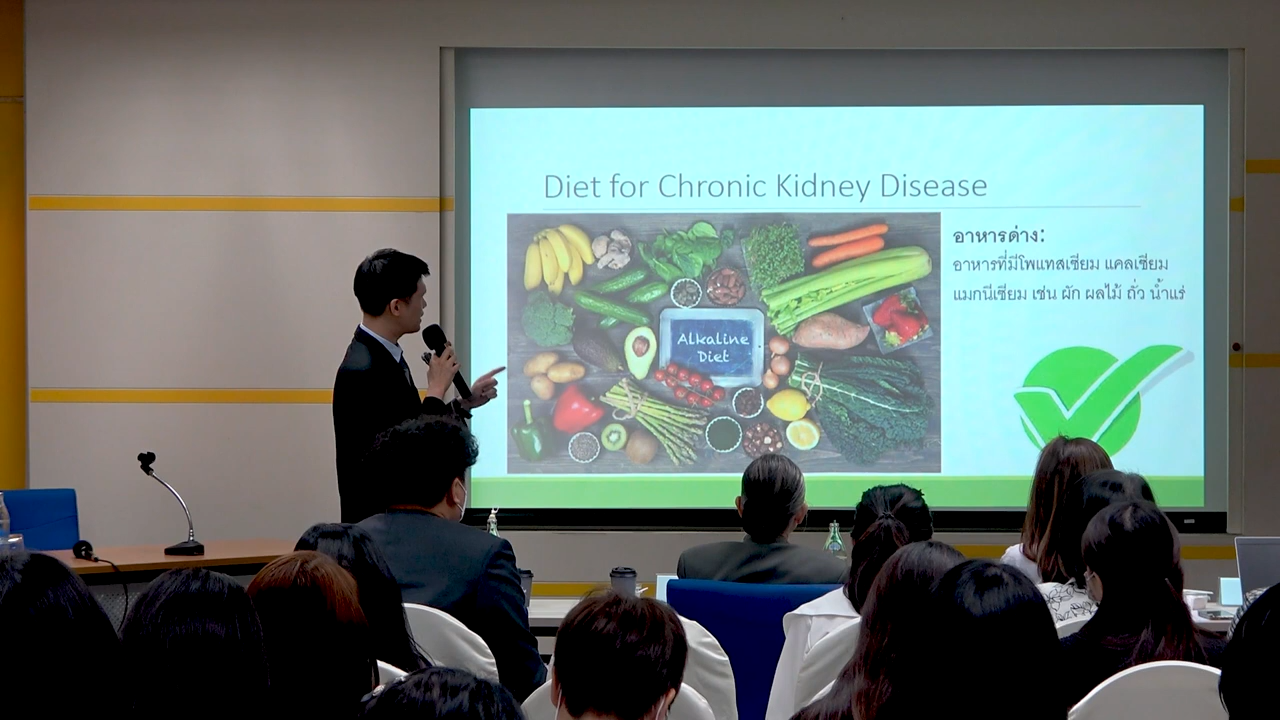 Diet for Chronic Kidney Disease
Alkaline
Diet
อาหารด่าง:
อาหารที่มีโพแทสเซียม แคลเซียม
แมกนีเซียม เช่น ผัก ผลไม้ ถั่ว น้ำแร่